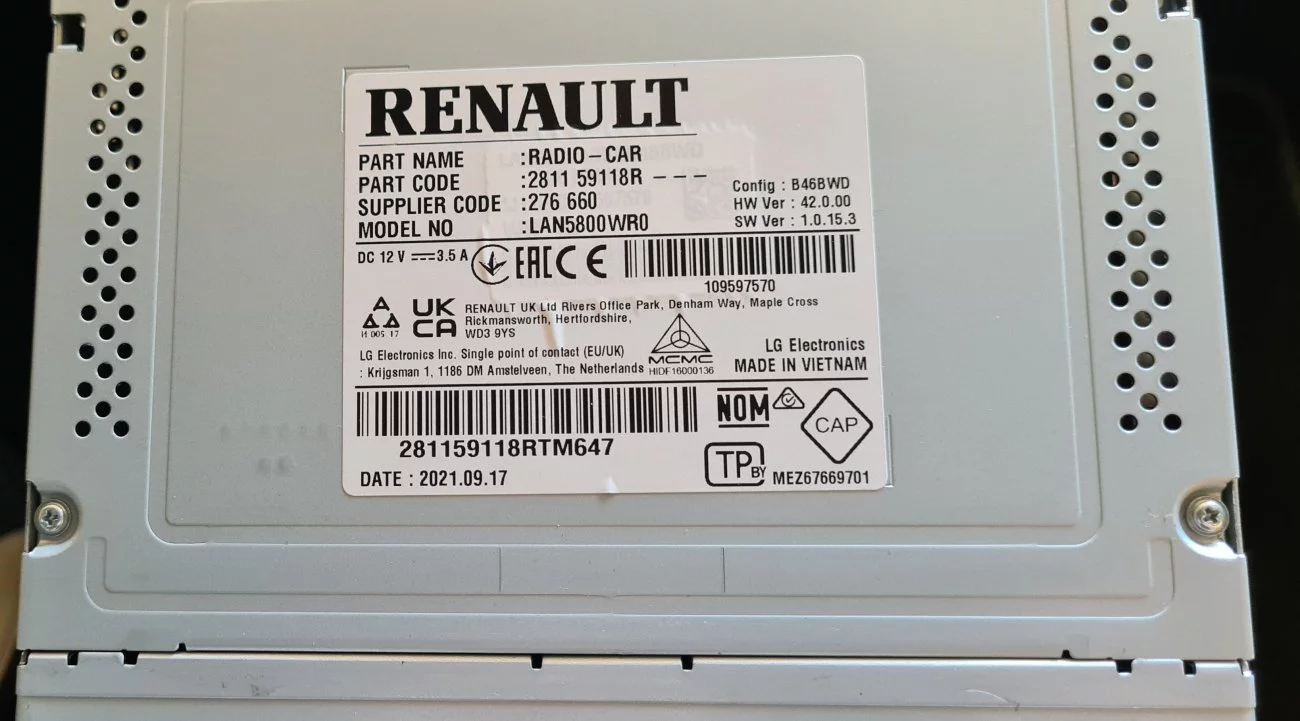 RENAULT
PART NAME :RADIO-CAR
PART CODE :2811 59118R ---
SUPPLIER CODE :276 660
MODEL NO :LAN5800WR0
Config : B46BWD
HW Ver : 42.0.00
SW Ver : 1.0.15.3
DC 12 V 3.5 A
EAC CE
109597570
UK
CA
RENAULT UK Ltd Rivers Office Park, Denham Way, Maple Cross
Rickmansworth, Hertfordshire,
WD3 9YS
LG Electronics Inc. Single point of contact (EU/UK)
: Krijgsman 1, 1186 DM Amstelveen, The Netherlands
MCMC
HIDF16000136
LG Electronics
MADE IN VIETNAM
281159118RTM647
DATE : 2021.09.17
NOM
CAP
TP BY
MEZ67669701